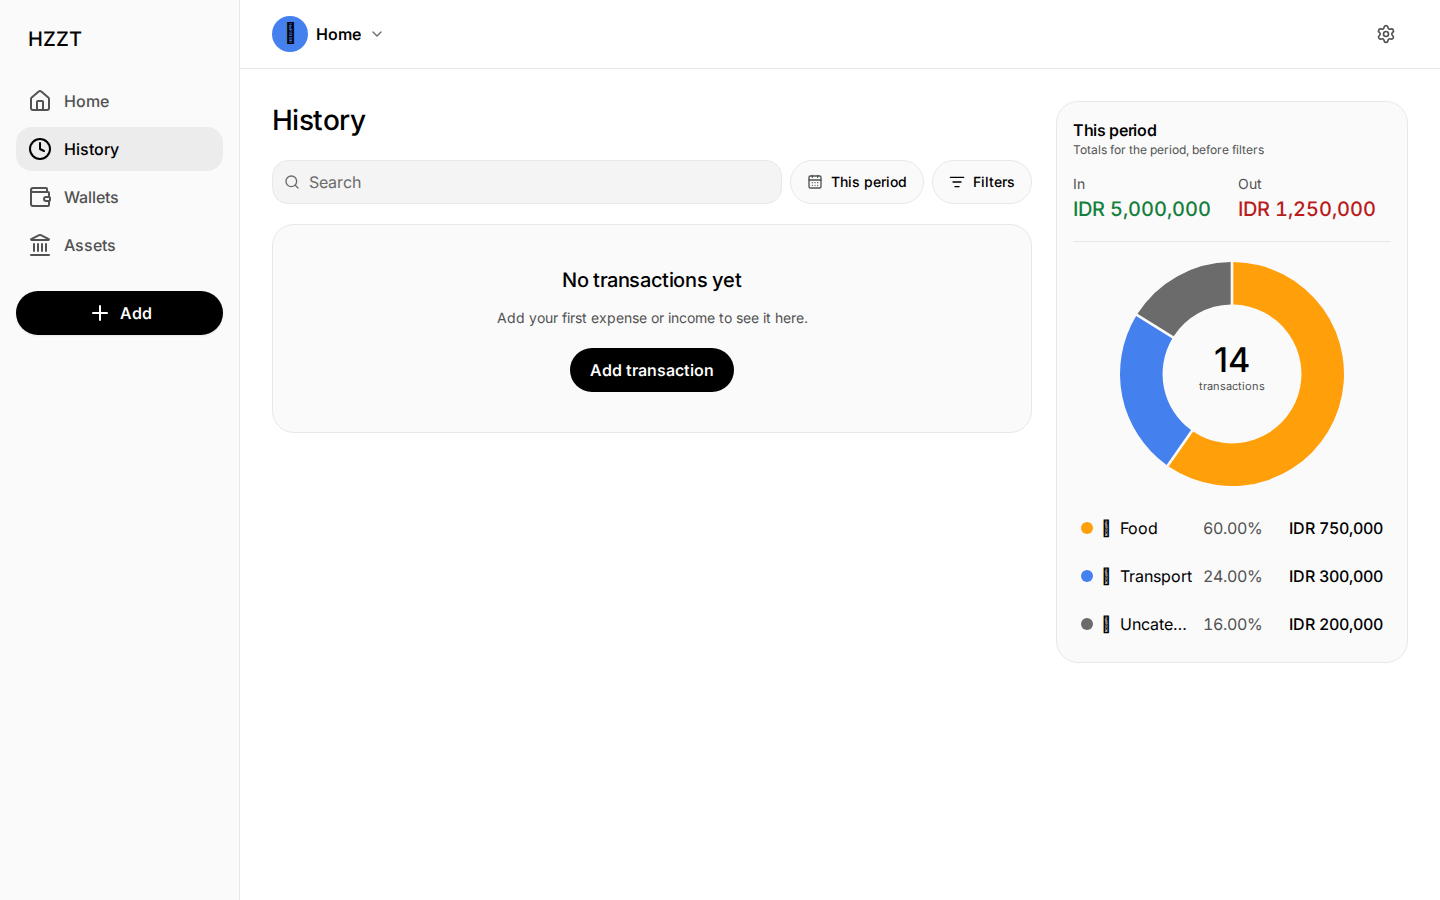 HZZT
Home
History
Wallets
Assets
Add
Home
History
Search
This period
Filters
No transactions yet
Add your first expense or income to see it here.
Add transaction
This period
Totals for the period, before filters
In
Out
IDR 5,000,000
IDR 1,250,000
14
transactions
Food 60.00% IDR 750,000
Transport 24.00% IDR 300,000
Uncate... 16.00% IDR 200,000